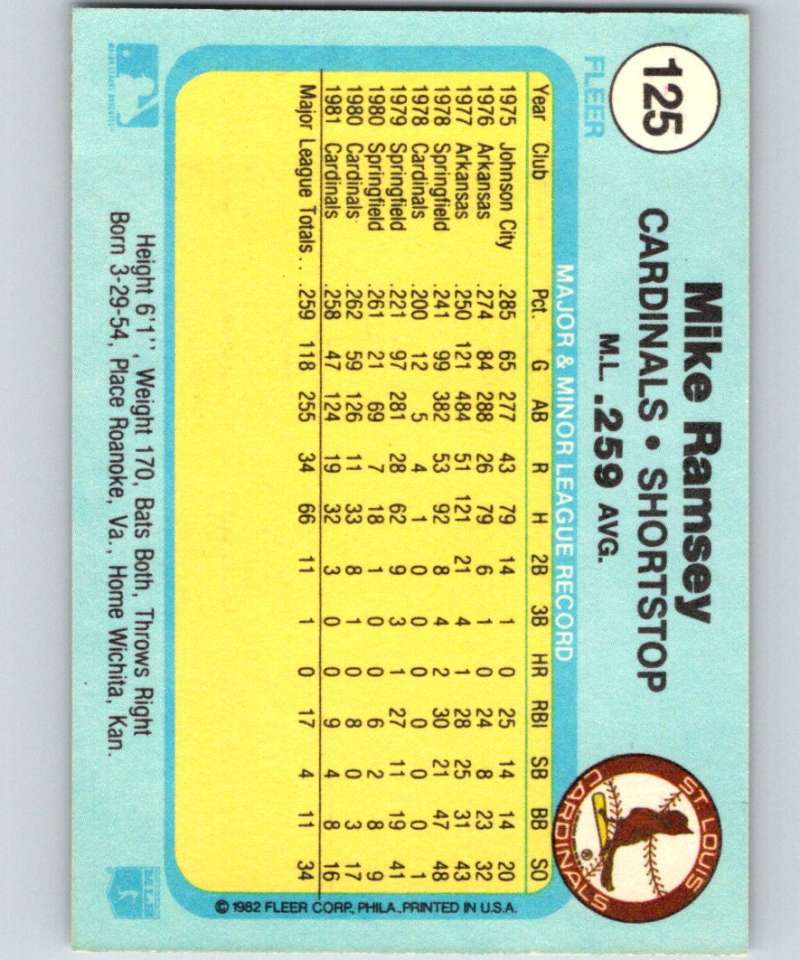 125
FLEER
Mike Ramsey
CARDINALS • SHORTSTOP
M.L. .259 AVG.
ST. LOUIS
CARDINALS
®
MAJOR & MINOR LEAGUE RECORD
Year Club Pct. G AB R H 2B 3B HR RBI SB BB SO
1975 Johnson City .285 65 277 43 79 14 1 0 25 14 14 20
1976 Arkansas .274 84 288 26 79 6 1 0 24 8 23 32
1977 Arkansas .250 121 484 51 121 21 4 1 28 25 31 43
1978 Springfield .241 99 382 53 92 8 4 2 30 21 47 48
1978 Cardinals .200 12 5 4 1 0 0 0 0 0 0 1
1979 Springfield .221 97 281 28 62 9 3 1 27 11 19 41
1980 Springfield .261 21 69 7 18 1 0 0 6 2 8 9
1980 Cardinals .262 59 126 11 33 8 1 0 8 0 3 17
1981 Cardinals .258 47 124 19 32 3 0 0 9 4 8 16
Major League Totals . . .259 118 255 34 66 11 1 0 17 4 11 34
© 1982 FLEER CORP., PHILA. PRINTED IN U.S.A.
Height 6'1", Weight 170, Bats Both, Throws Right
Born 3-29-54, Place Roanoke, Va., Home Wichita, Kan.